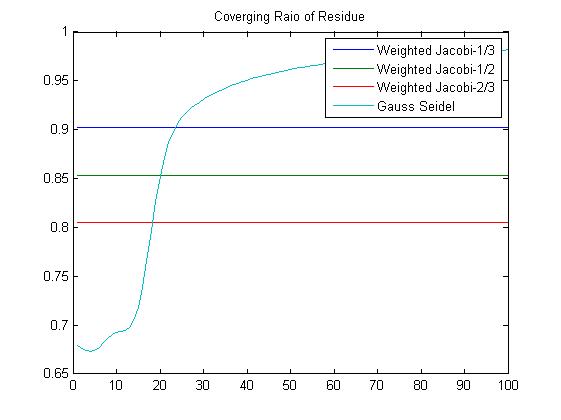 Coverging Raio of Residue
1
0.95
0.9
0.85
0.8
0.75
0.7
0.65
0 10 20 30 40 50 60 70 80 90 100
Weighted Jacobi-1/3
Weighted Jacobi-1/2
Weighted Jacobi-2/3
Gauss Seidel